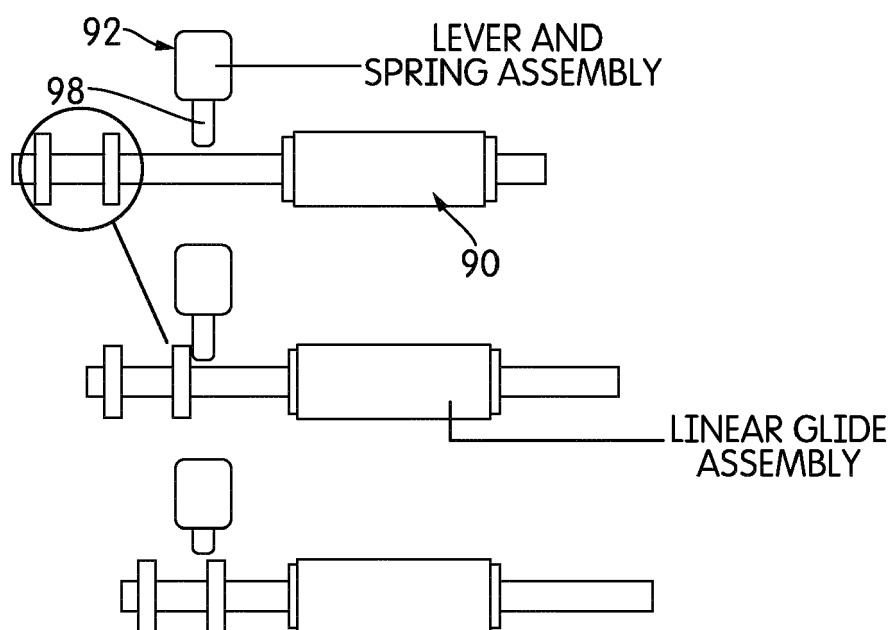 92
LEVER AND
SPRING ASSEMBLY
98
90
LINEAR GLIDE
ASSEMBLY